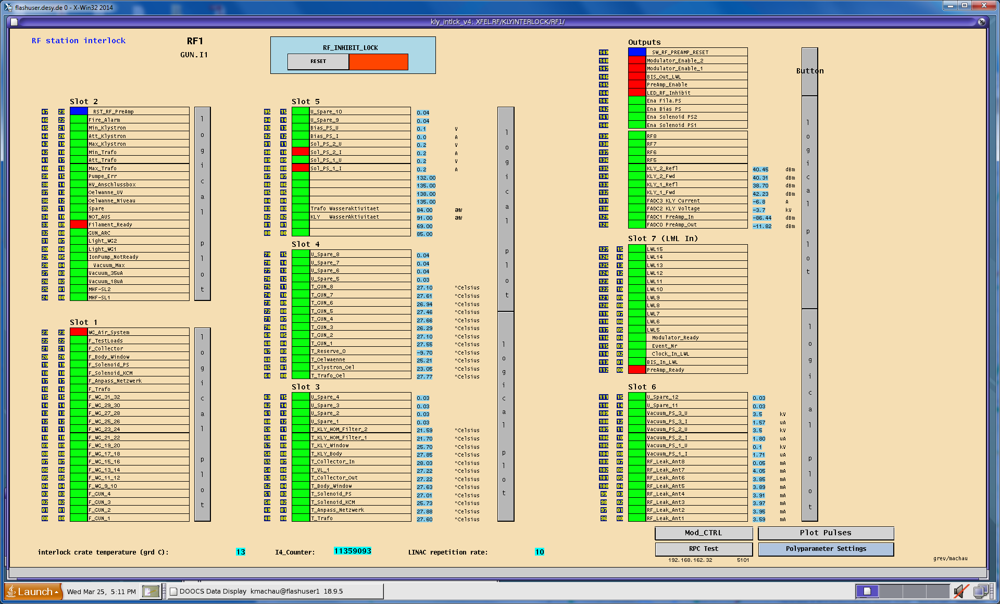 flashuser.desy.de 0 - X-Win32 2014
kly_intlck_v4: XFEL.RF/KLYINTERLOCK/RF1/
RF station interlock
RF1
GUN.I1
RF_INHIBIT_LOCK
RESET
Slot 2
47 23 RST_RF_PreAmp
46 22 Fire_Alarm
45 21 Min_Klystron
44 20 Att_Klystron
43 19 Max_Klystron
42 18 Min_Trafo
41 17 Att_Trafo
40 16 Max_Trafo
39 15 Pumpe_Err
38 14 HV_Anschlussbox
37 13 Oelwanne_UV
36 12 Oelwanne_Niveau
35 11 Spare
34 10 NOT_AUS
33 09 Filament_Ready
32 08 GUN_ARC
31 07 Light_WG2
30 06 Light_WG1
29 05 IonPump_NotReady
28 04 Vacuum_Max
27 03 Vacuum_35uA
26 02 Vacuum_18uA
25 01 MHF-SL2
24 00 MHF-SL1
logical plot
Slot 1
23 23 WG_Air_System
22 22 F_TestLoads
21 21 F_Collector
20 20 F_Body_Window
19 19 F_Solenoid_PS
18 18 F_Solenoid_KCM
17 17 F_Anpass_Netzwerk
16 16 F_Trafo
15 15 F_WG_31_32
14 14 F_WG_29_30
13 13 F_WG_27_28
12 12 F_WG_25_26
11 11 F_WG_23_24
10 10 F_WG_21_22
09 09 F_WG_19_20
08 08 F_WG_17_18
07 07 F_WG_15_16
06 06 F_WG_13_14
05 05 F_WG_11_12
04 04 F_WG_9_10
03 03 F_GUN_4
02 02 F_GUN_3
01 01 F_GUN_2
00 00 F_GUN_1
logical plot
Slot 5
95 15 U_Spare_10 0.04
94 14 U_Spare_9 0.04
93 13 Bias_PS_U 0.1 V
92 12 Bias_PS_I 0.0 A
91 11 Sol_PS_2_U 0.2 V
90 10 Sol_PS_2_I 0.2 A
89 09 Sol_PS_1_U 0.2 V
88 08 Sol_PS_1_I 0.2 A
87 07 132.00
86 06 135.00
85 05 138.00
84 04 135.00
83 03 Trafo Wasseraktivitaet 84.00 aw
82 02 KLY WasserAktivitaet 91.00 aw
81 01 69.00
80 00 85.00
Slot 4
79 15 U_Spare_8 0.04
78 14 U_Spare_7 0.04
77 13 U_Spare_6 0.04
76 12 U_Spare_5 0.03
75 11 T_GUN_8 27.10 *Celsius
74 10 T_GUN_7 27.61 *Celsius
73 09 T_GUN_6 26.94 *Celsius
72 08 T_GUN_5 27.46 *Celsius
71 07 T_GUN_4 27.66 *Celsius
70 06 T_GUN_3 26.29 *Celsius
69 05 T_GUN_2 27.10 *Celsius
68 04 T_GUN_1 27.55 *Celsius
67 03 T_Reserve_0 -9.70 *Celsius
66 02 T_Oelwaenne 25.21 *Celsius
65 01 T_Klystron_Oel 23.05 *Celsius
64 00 T_Trafo_Oel 27.77 *Celsius
logical plot
Slot 3
63 15 U_Spare_4 0.03
62 14 U_Spare_3 0.03
61 13 U_Spare_2 0.03
60 12 U_Spare_1 0.03
59 11 T_KLY_HOM_Filter_2 21.59 *Celsius
58 10 T_KLY_HOM_Filter_1 21.70 *Celsius
57 09 T_KLY_Window 25.70 *Celsius
56 08 T_KLY_Body 27.85 *Celsius
55 07 T_Collector_In 28.03 *Celsius
54 06 T_VL_1 27.22 *Celsius
53 05 T_Collector_Out 27.22 *Celsius
52 04 T_Body_Window 27.63 *Celsius
51 03 T_Solenoid_PS 27.01 *Celsius
50 02 T_Solenoid_KCM 25.73 *Celsius
49 01 T_Anpass_Netzwerk 27.88 *Celsius
48 00 T_Trafo 27.60 *Celsius
logical plot
Outputs
149 SW_RF_PREAMP_RESET
148 Modulator_Enable_2
147 Modulator_Enable_1
146 BIS_Out_LWL
145 PreAmp_Enable
144 LED_RF_Inhibit
143 Ena Fila.PS
142 Ena Bias PS
141 Ena Solenoid PS2
140 Ena Solenoid PS1
139 RF8
138 RF7
137 RF6
136 RF5
135 KLY_2_Refl 40.45 dBm
134 KLY_2_Fwd 40.31 dBm
133 KLY_1_Refl 38.70 dBm
132 KLY_1_Fwd 42.23 dBm
131 FADC3 KLY Current -6.8 A
130 FADC2 KLY Voltage -3.7 kV
129 FADC1 PreAmp_In -86.44 dBm
128 FADC0 PreAmp_Out -11.82 dBm
Button
logical plot
Slot 7 (LWL In)
127 15 LWL15
126 14 LWL14
125 13 LWL13
124 12 LWL12
123 11 LWL11
122 10 LWL10
121 09 LWL9
120 08 LWL8
119 07 LWL7
118 06 LWL6
117 05 LWL5
116 04 Modulator_Ready
115 03 Event_Nr
114 02 Clock_In_LWL
113 01 BIS_In_LWL
112 00 PreAmp_Ready
Slot 6
111 15 U_Spare_12 0.03
110 14 U_Spare_11 0.03
109 13 Vacuum_PS_3_U 3.5 kV
108 12 Vacuum_PS_3_I 1.57 uA
107 11 Vacuum_PS_2_U 3.5 kV
106 10 Vacuum_PS_2_I 1.80 uA
105 09 Vacuum_PS_1_U 0.1 kV
104 08 Vacuum_PS_1_I 1.71 uA
103 07 RF_Leak_Ant8 0.05 mA
102 06 RF_Leak_Ant7 4.05 mA
101 05 RF_Leak_Ant6 3.85 mA
100 04 RF_Leak_Ant5 3.89 mA
99 03 RF_Leak_Ant4 3.91 mA
98 02 RF_Leak_Ant3 3.97 mA
97 01 RF_Leak_Ant2 3.95 mA
96 00 RF_Leak_Ant1 3.59 mA
logical plot
Mod_CTRL
Plot Pulses
RPC Test
Polyparameter Settings
192.168.162.32 5101
grev/machau
interlock crate temperature (grd C): 13
I4_Counter: 11359093
LINAC repetition rate: 10
Launch
Wed Mar 25, 5:11 PM
DOOCS Data Display kmachau@flashuser1 18.9.5